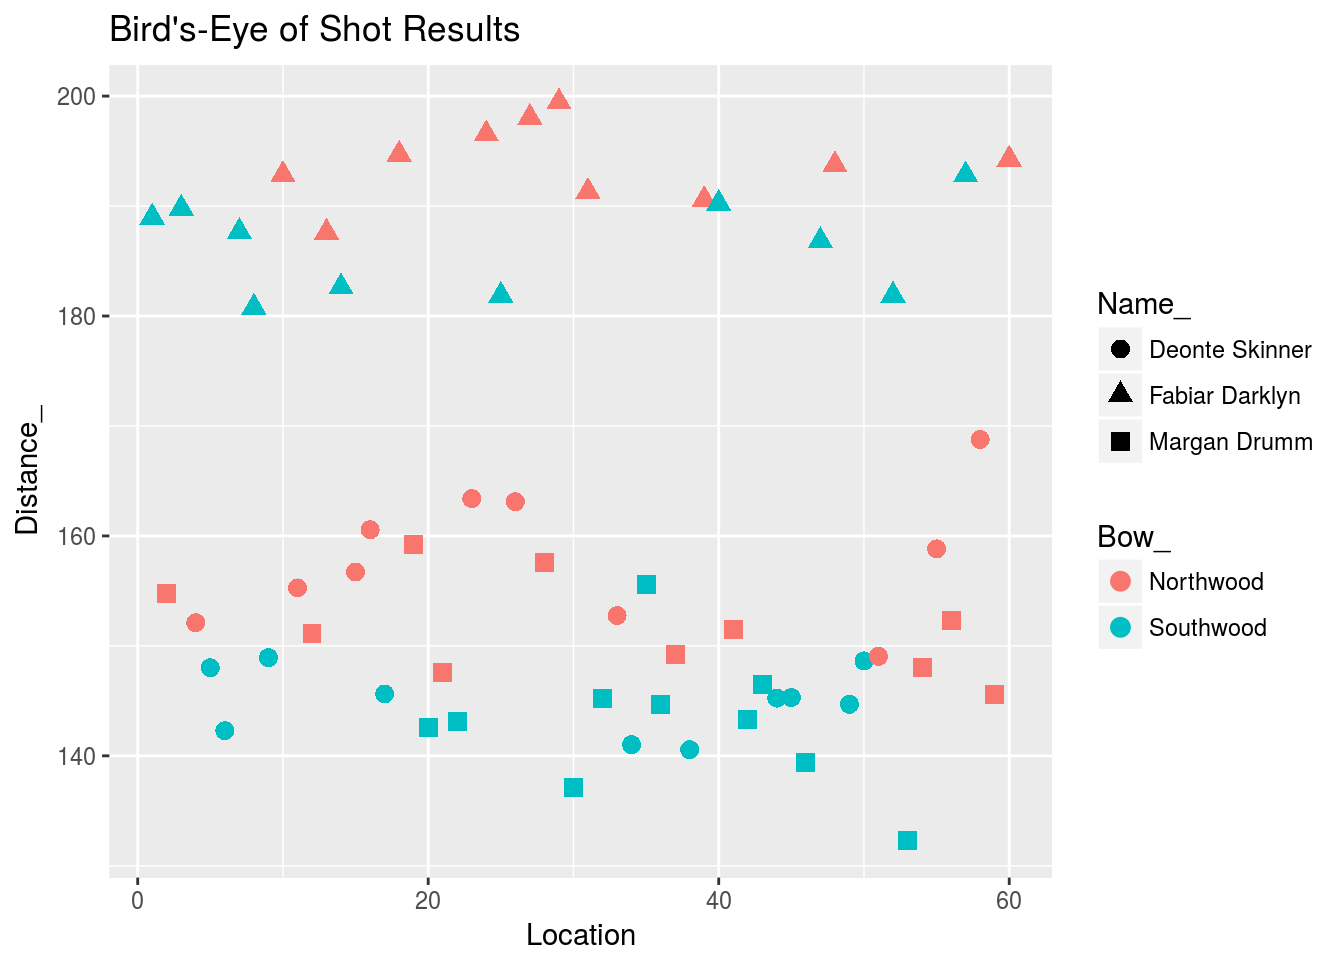 Bird's-Eye of Shot Results
200
180
160
140
Distance_
0
20
40
60
Location
Name_
Deonte Skinner
Fabiar Darklyn
Margan Drumm
Bow_
Northwood
Southwood